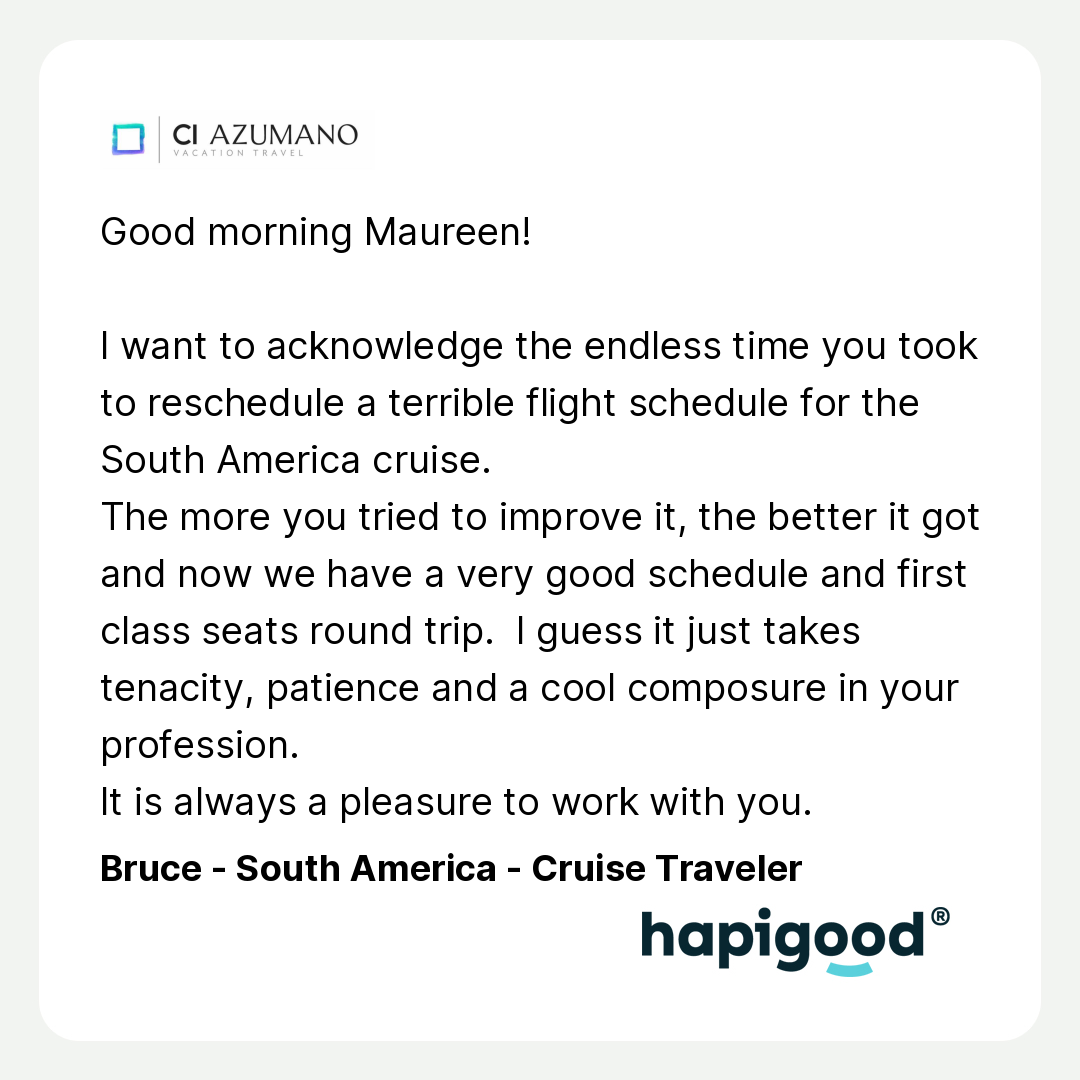 CI AZUMANO
VACATION TRAVEL
Good morning Maureen!
I want to acknowledge the endless time you took
to reschedule a terrible flight schedule for the
South America cruise.
The more you tried to improve it, the better it got
and now we have a very good schedule and first
class seats round trip.  I guess it just takes
tenacity, patience and a cool composure in your
profession.
It is always a pleasure to work with you.
Bruce - South America - Cruise Traveler
hapigood®